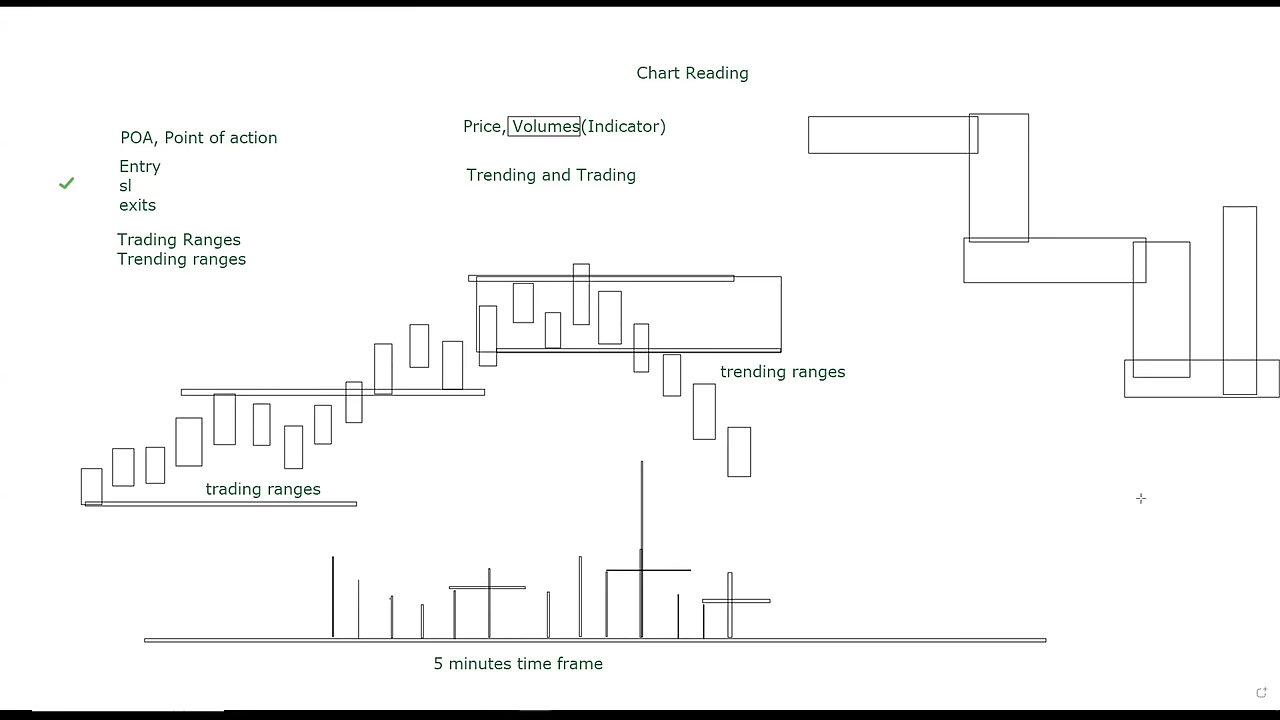 Chart Reading
Price, Volumes(Indicator)
POA, Point of action
Entry
sl
exits
Trending and Trading
Trading Ranges
Trending ranges
trending ranges
trading ranges
5 minutes time frame